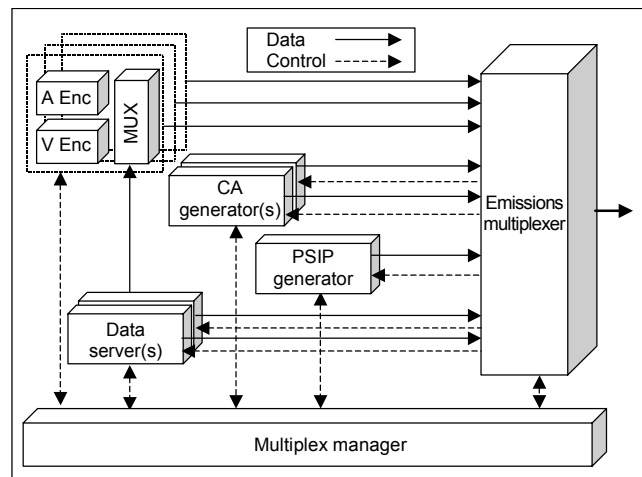 Data
Control
A Enc
V Enc
MUX
CA
generator(s)
PSIP
generator
Emissions
multiplexer
Data
server(s)
Multiplex manager